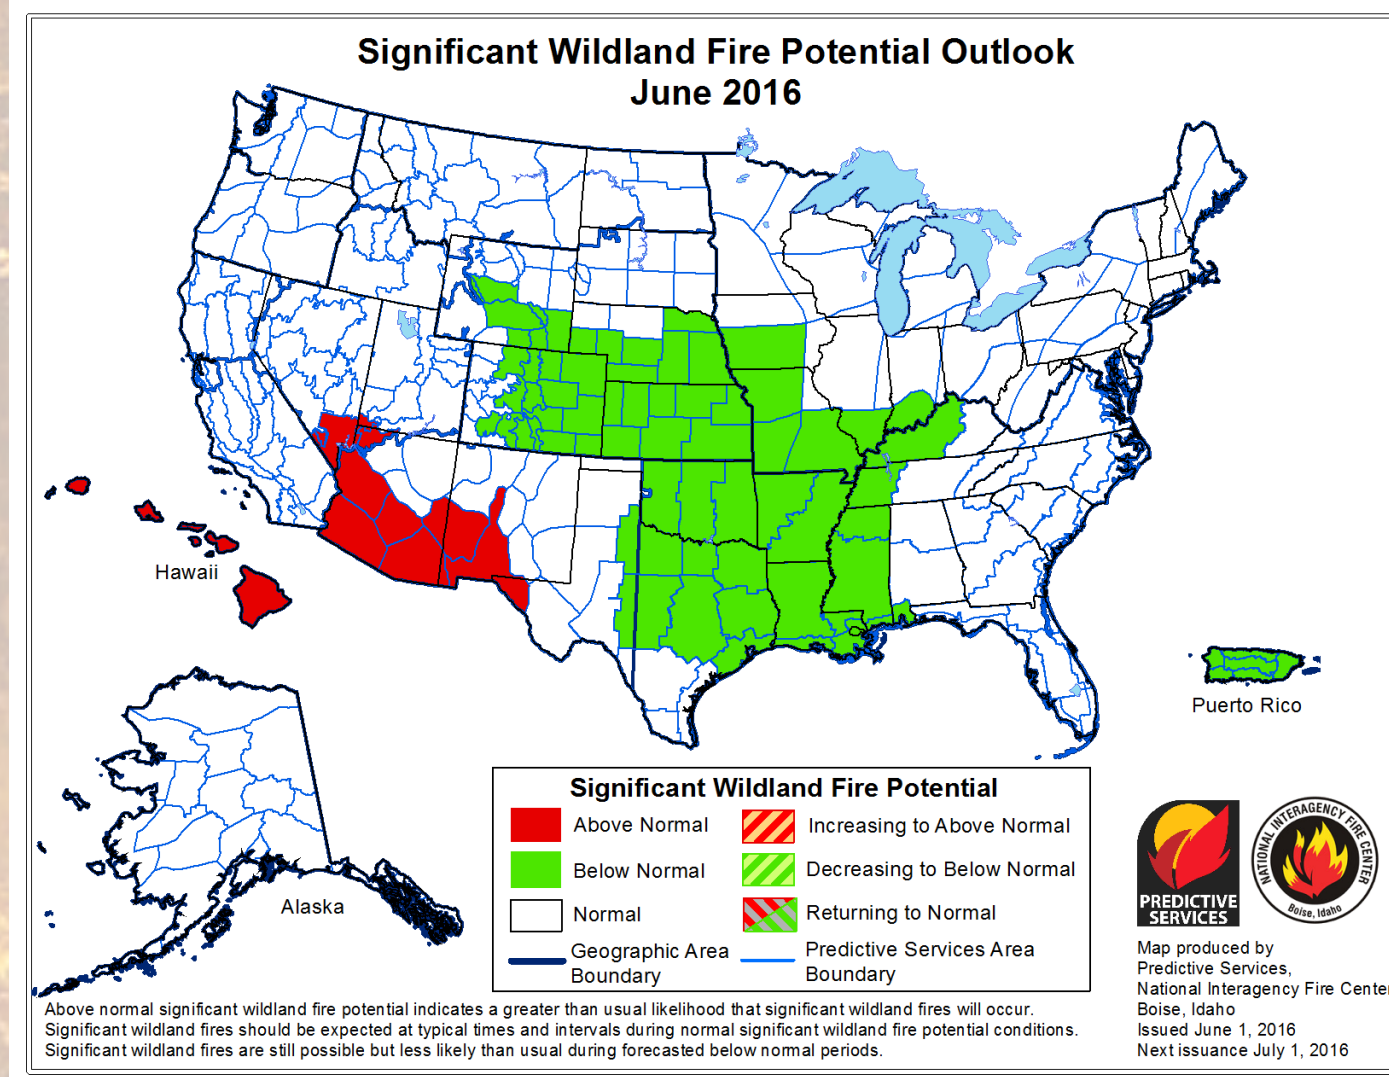 Significant Wildland Fire Potential Outlook
June 2016
Hawaii
Puerto Rico
Alaska
Significant Wildland Fire Potential
Above Normal
Increasing to Above Normal
Below Normal
Decreasing to Below Normal
Normal
Returning to Normal
Geographic Area
Boundary
Predictive Services Area
Boundary
PREDICTIVE
SERVICES
NATIONAL INTERAGENCY FIRE CENTER
Boise, Idaho
Map produced by
Predictive Services,
National Interagency Fire Center
Boise, Idaho
Issued June 1, 2016
Next issuance July 1, 2016
Above normal significant wildland fire potential indicates a greater than usual likelihood that significant wildland fires will occur.
Significant wildland fires should be expected at typical times and intervals during normal significant wildland fire potential conditions.
Significant wildland fires are still possible but less likely than usual during forecasted below normal periods.